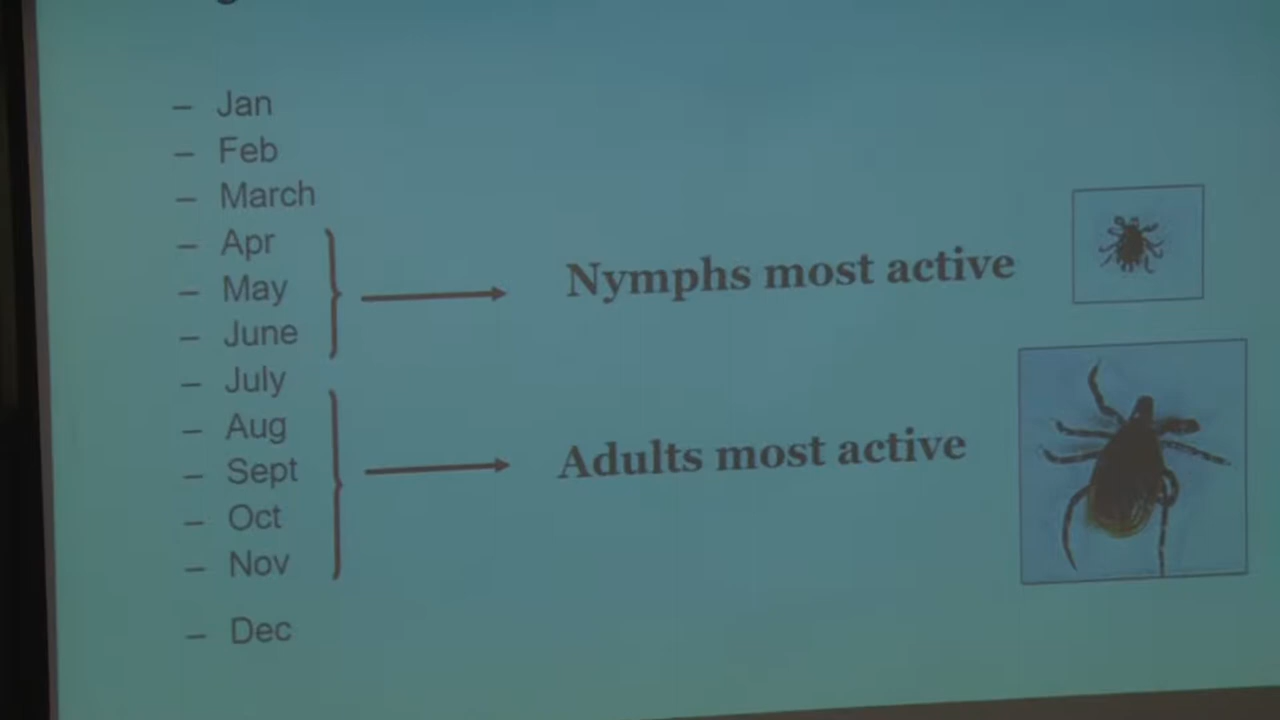 – Jan
– Feb
– March
– Apr
– May
– June
– July
– Aug
– Sept
– Oct
– Nov
– Dec
Nymphs most active
Adults most active